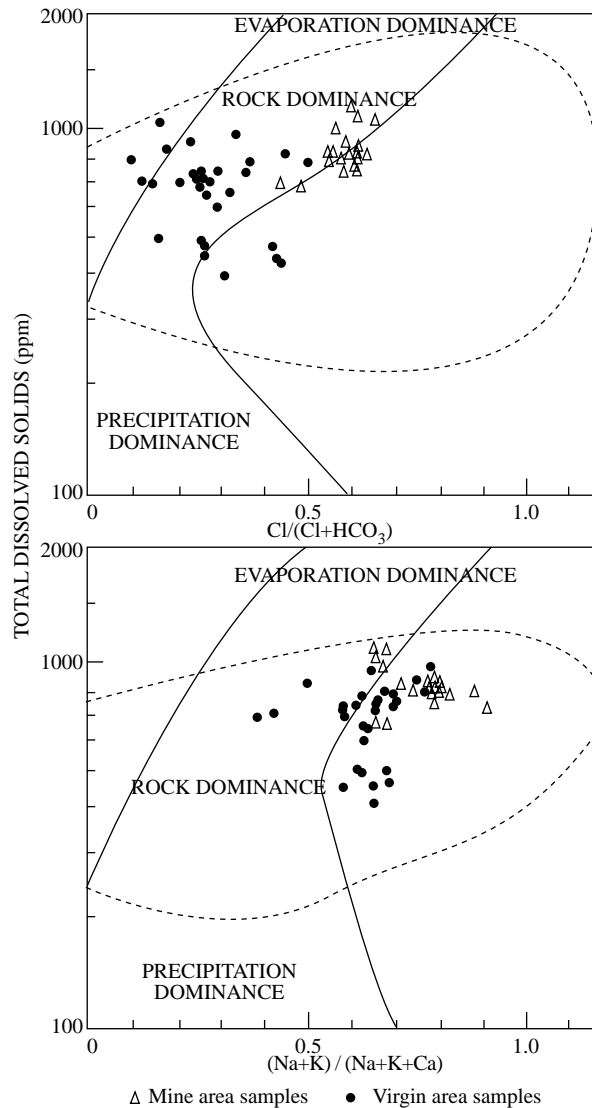 2000
EVAPORATION DOMINANCE
ROCK DOMINANCE
1000
PRECIPITATION
DOMINANCE
100
0 0.5 1.0
Cl/(Cl+HCO₃)
TOTAL DISSOLVED SOLIDS (ppm)
2000
EVAPORATION DOMINANCE
1000
ROCK DOMINANCE
PRECIPITATION
DOMINANCE
100
0 0.5 1.0
(Na+K) / (Na+K+Ca)
Mine area samples Virgin area samples